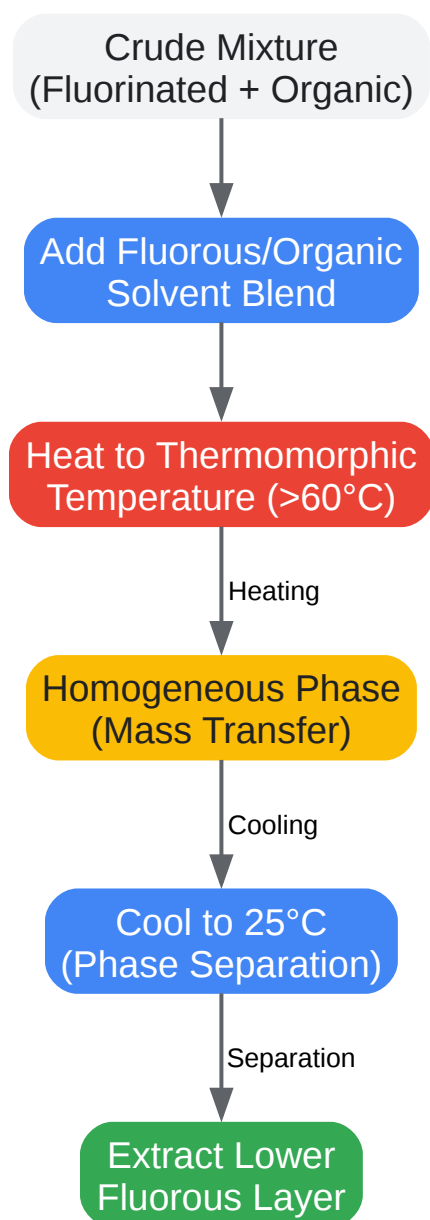 Crude Mixture
(Fluorinated + Organic)
Add Fluorous/Organic
Solvent Blend
Heat to Thermomorphic
Temperature (>60°C)
Heating
Homogeneous Phase
(Mass Transfer)
Cooling
Cool to 25°C
(Phase Separation)
Separation
Extract Lower
Fluorous Layer